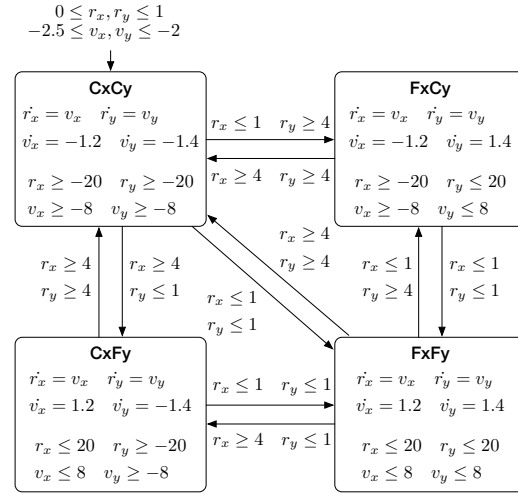 0 ≤ r_x, r_y ≤ 1
−2.5 ≤ v_x, v_y ≤ −2
CxCy
ṙ_x = v_x ṙ_y = v_y
v̇_x = −1.2 v̇_y = −1.4
r_x ≥ −20 r_y ≥ −20
v_x ≥ −8 v_y ≥ −8
r_x ≤ 1 r_y ≥ 4
r_x ≥ 4 r_y ≥ 4
FxCy
ṙ_x = v_x ṙ_y = v_y
v̇_x = −1.2 v̇_y = 1.4
r_x ≥ −20 r_y ≤ 20
v_x ≥ −8 v_y ≤ 8
r_x ≥ 4
r_y ≥ 4
r_x ≥ 4
r_y ≤ 1
r_x ≤ 1
r_y ≤ 1
r_x ≥ 4
r_y ≥ 4
r_x ≤ 1
r_y ≥ 4
r_x ≤ 1
r_y ≤ 1
CxFy
ṙ_x = v_x ṙ_y = v_y
v̇_x = 1.2 v̇_y = −1.4
r_x ≤ 20 r_y ≥ −20
v_x ≤ 8 v_y ≥ −8
r_x ≤ 1 r_y ≤ 1
r_x ≥ 4 r_y ≤ 1
FxFy
ṙ_x = v_x ṙ_y = v_y
v̇_x = 1.2 v̇_y = 1.4
r_x ≤ 20 r_y ≤ 20
v_x ≤ 8 v_y ≤ 8